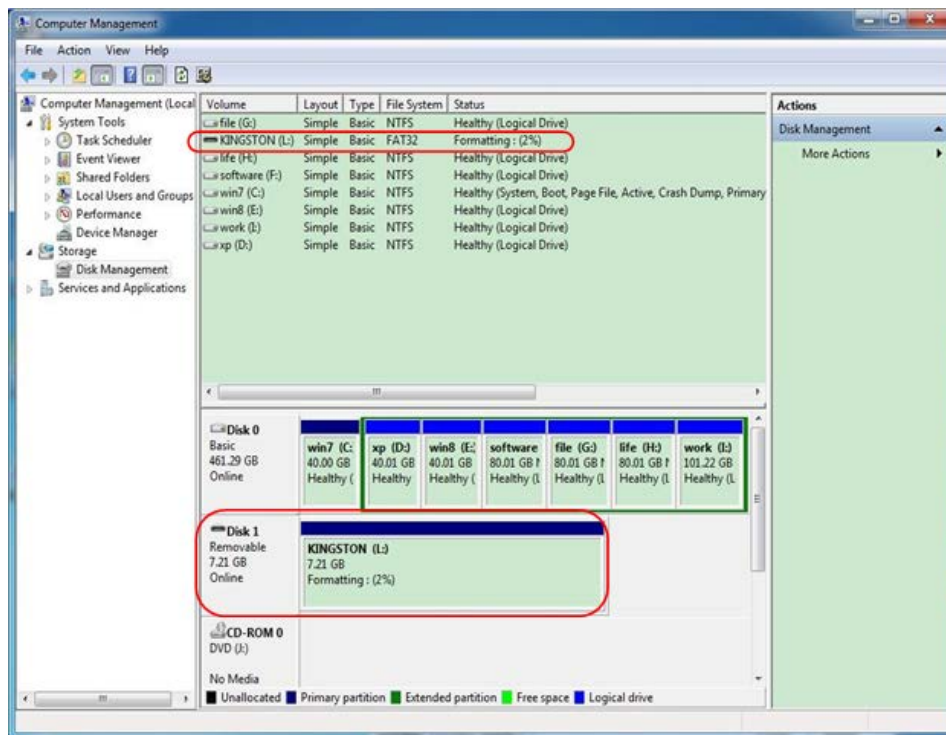 Computer Management
File Action View Help
Computer Management (Local
System Tools
Task Scheduler
Event Viewer
Shared Folders
Local Users and Groups
Performance
Device Manager
Storage
Disk Management
Services and Applications
Volume Layout Type File System Status
file (G:) Simple Basic NTFS Healthy (Logical Drive)
KINGSTON (L:) Simple Basic FAT32 Formatting : (2%)
life (H:) Simple Basic NTFS Healthy (Logical Drive)
software (F:) Simple Basic NTFS Healthy (Logical Drive)
win7 (C:) Simple Basic NTFS Healthy (System, Boot, Page File, Active, Crash Dump, Primary
win8 (E:) Simple Basic NTFS Healthy (Logical Drive)
work (I:) Simple Basic NTFS Healthy (Logical Drive)
xp (D:) Simple Basic NTFS Healthy (Logical Drive)
Actions
Disk Management
More Actions
Disk 0
Basic
461.29 GB
Online
win7 (C: xp (D:) win8 (E: software file (G:) life (H:) work (I:)
40.00 GB 40.01 GB 40.01 GB 80.01 GB 80.01 GB 80.01 GB 101.22 GB
Healthy ( Healthy Healthy ( Healthy (L Healthy (L Healthy (L Healthy (L
Disk 1
Removable
7.21 GB
Online
KINGSTON (L:)
7.21 GB
Formatting : (2%)
CD-ROM 0
DVD (J:)
No Media
Unallocated Primary partition Extended partition Free space Logical drive